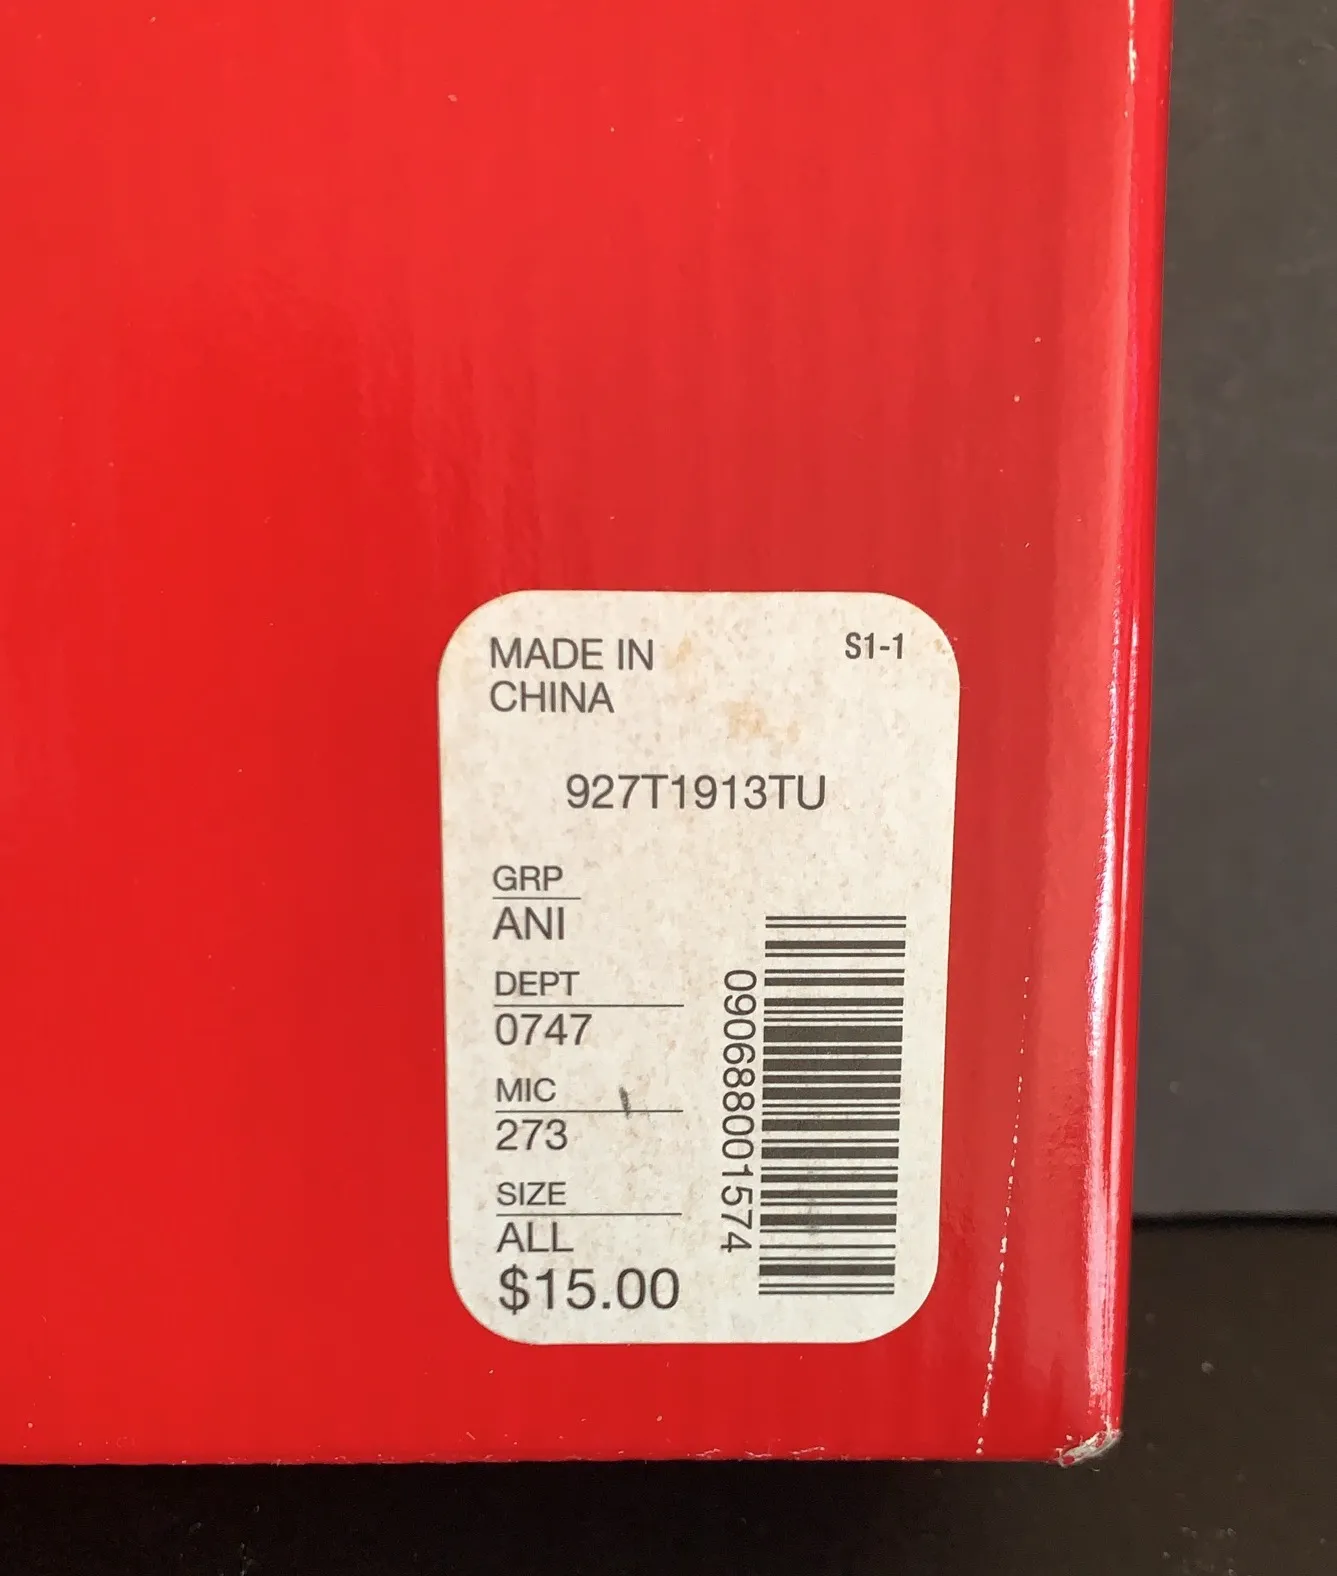 MADE IN
CHINA
S1-1
927T1913TU
GRP
ANI
DEPT
0747
MIC
273
SIZE
ALL
$15.00
090688001574